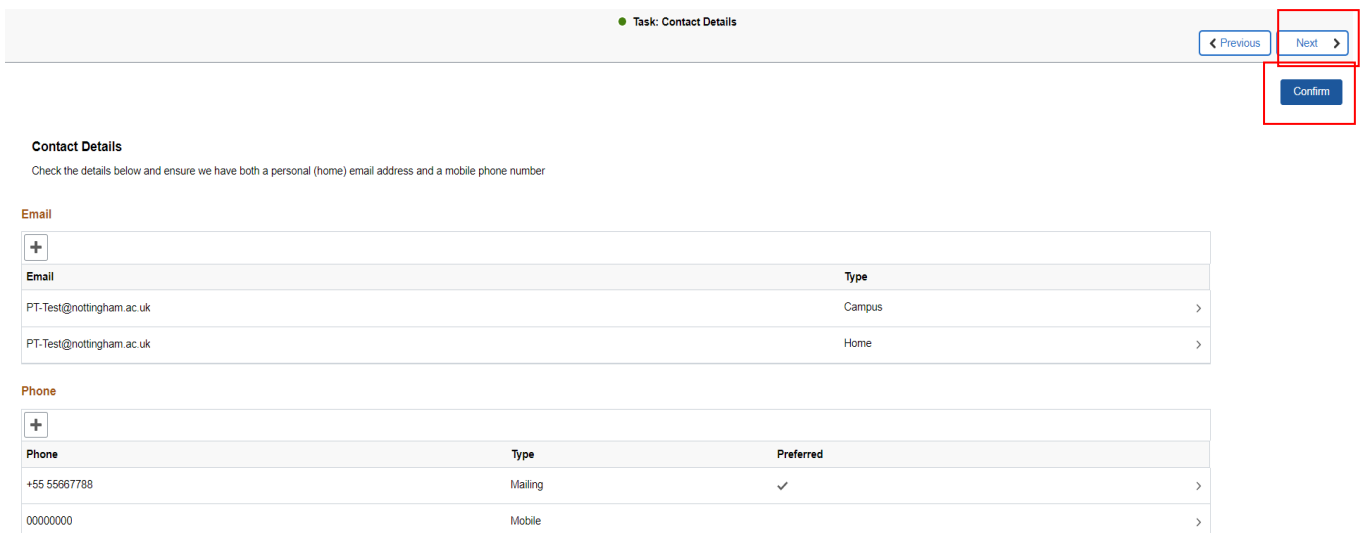 Task: Contact Details
Previous Next
Confirm
Contact Details
Check the details below and ensure we have both a personal (home) email address and a mobile phone number
Email
Email Type
PT-Test@nottingham.ac.uk Campus
PT-Test@nottingham.ac.uk Home
Phone
Phone Type Preferred
+55 55667788 Mailing
00000000 Mobile